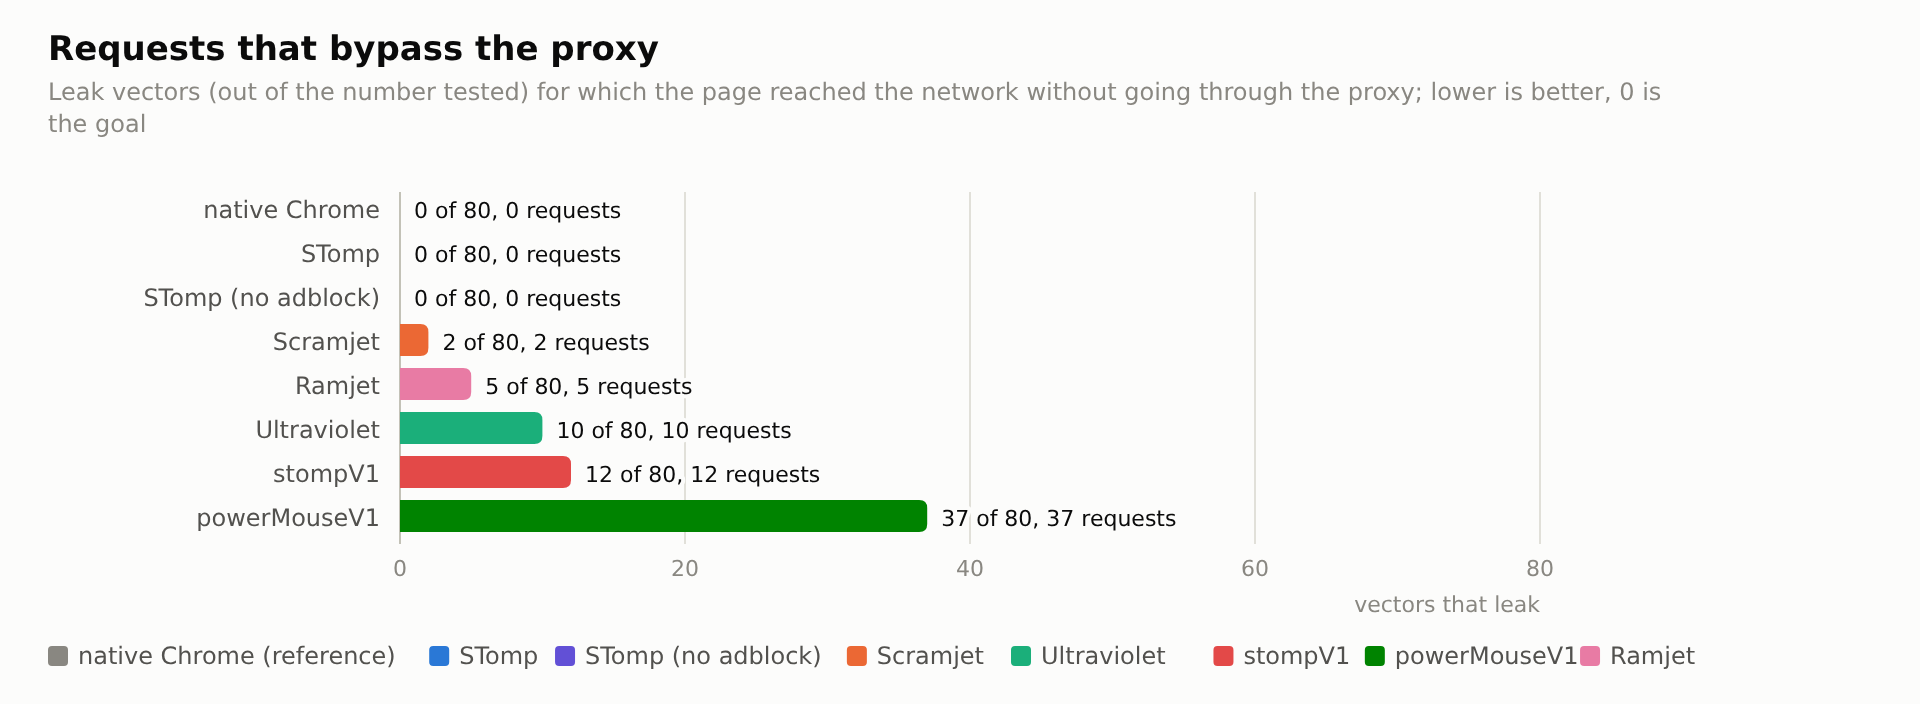 Requests that bypass the proxy
Leak vectors (out of the number tested) for which the page reached the network without going through the proxy; lower is better, 0 is
the goal
native Chrome 0 of 80, 0 requests
STomp 0 of 80, 0 requests
STomp (no adblock) 0 of 80, 0 requests
Scramjet 2 of 80, 2 requests
Ramjet 5 of 80, 5 requests
Ultraviolet 10 of 80, 10 requests
stompV1 12 of 80, 12 requests
powerMouseV1 37 of 80, 37 requests
0 20 40 60 80
vectors that leak
native Chrome (reference) STomp STomp (no adblock) Scramjet Ultraviolet stompV1 powerMouseV1 Ramjet